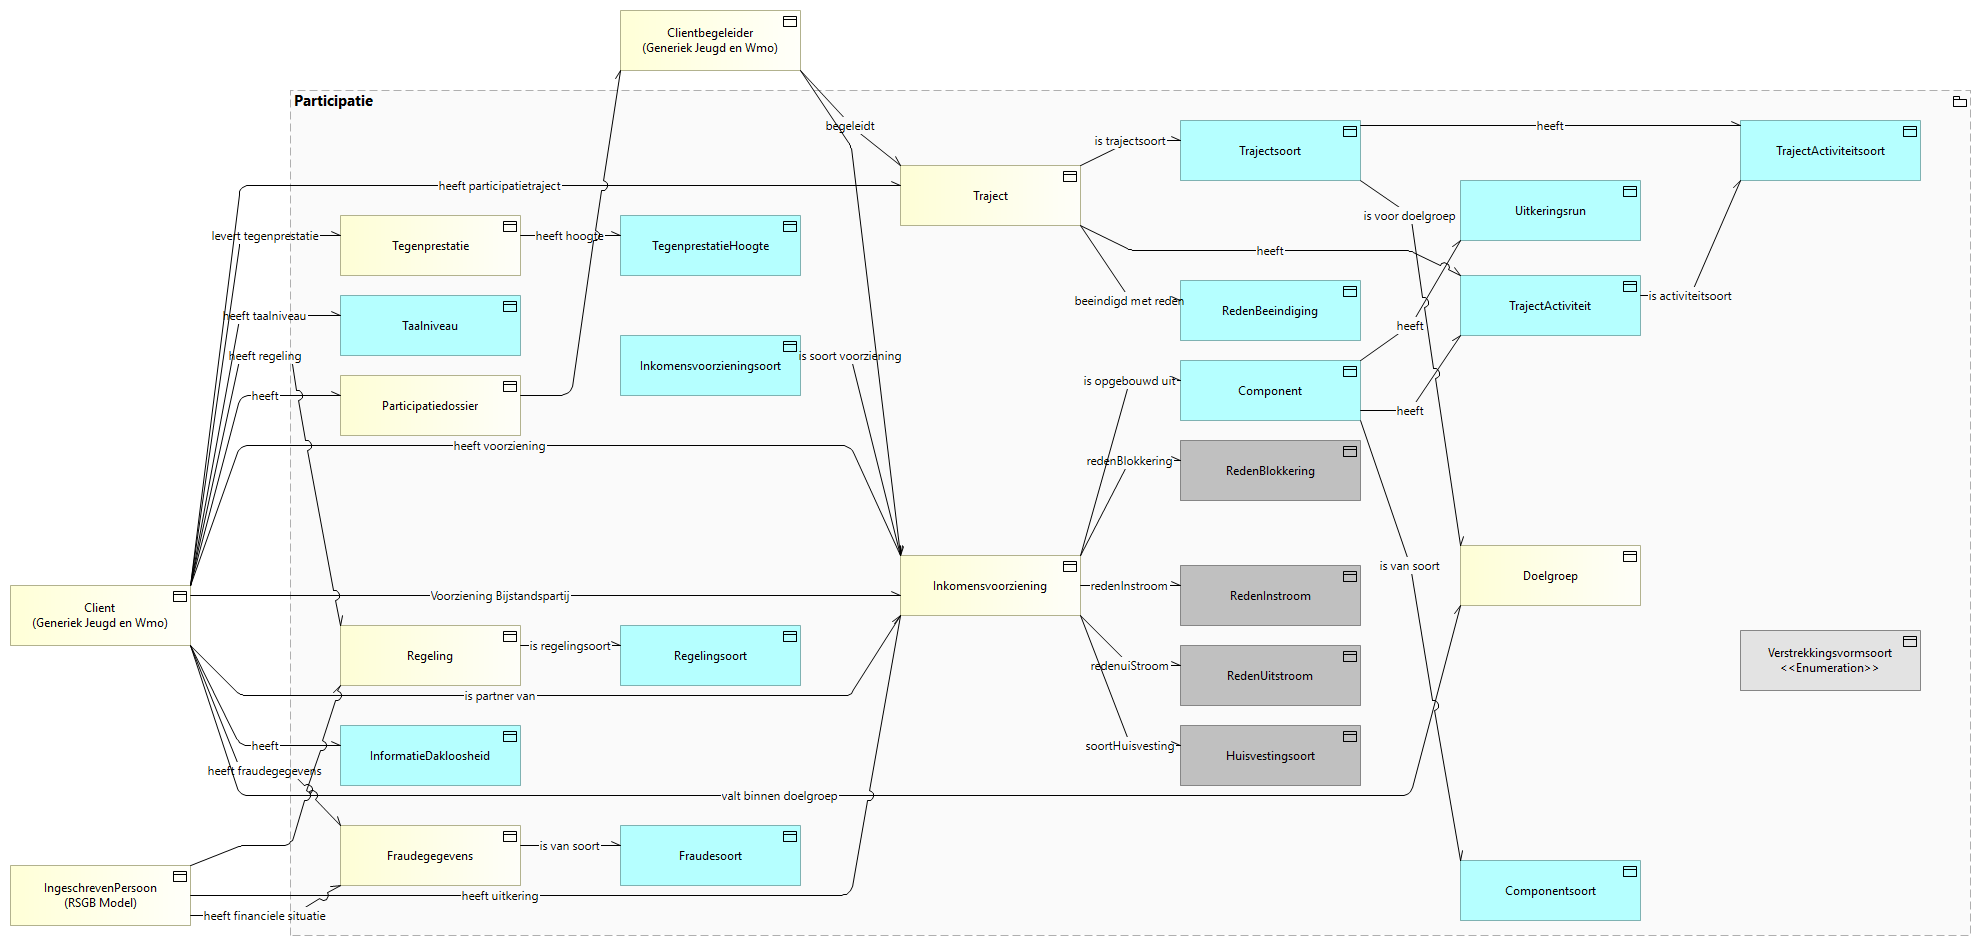 Clientbegeleider
(Generiek Jeugd en Wmo)
Participatie
begeleidt
is trajectsoort
Trajectsoort
heeft
TrajectActiviteitsoort
heeft participatietraject
Traject
is voor doelgroep
Uitkeringsrun
levert tegenprestatie
Tegenprestatie
heeft hoogte
TegenprestatieHoogte
heeft
beeindigd met reden
RedenBeeindiging
TrajectActiviteit
is activiteitsoort
heeft taalniveau
Taalniveau
heeft
heeft regeling
Inkomensvoorzieningsoort
is soort voorziening
is opgebouwd uit
Component
heeft
heeft
Participatiedossier
heeft voorziening
redenBlokkering
RedenBlokkering
Client
(Generiek Jeugd en Wmo)
Voorziening Bijstandspartij
Inkomensvoorziening
redenInstroom
RedenInstroom
is van soort
Doelgroep
Regeling
is regelingsoort
Regelingsoort
redenuiStroom
RedenUitstroom
Verstrekkingsvormsoort
<<Enumeration>>
is partner van
heeft
InformatieDakloosheid
soortHuisvesting
Huisvestingsoort
heeft fraudegegevens
valt binnen doelgroep
Fraudegegevens
is van soort
Fraudesoort
IngeschrevenPersoon
(RSGB Model)
heeft uitkering
heeft financiele situatie
Componentsoort